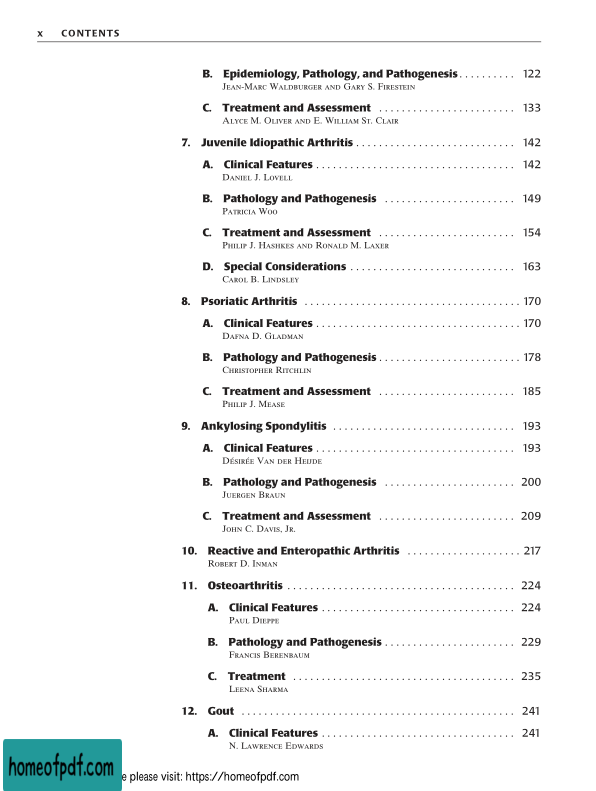 x CONTENTS
B. Epidemiology, Pathology, and Pathogenesis . . . . . . . . . . 122
Jean-Marc Waldburger and Gary S. Firestein
C. Treatment and Assessment . . . . . . . . . . . . . . . . . . . . . . . . 133
Alyce M. Oliver and E. William St. Clair
7. Juvenile Idiopathic Arthritis . . . . . . . . . . . . . . . . . . . . . . . . . . . . 142
A. Clinical Features . . . . . . . . . . . . . . . . . . . . . . . . . . . . . . . . . . . 142
Daniel J. Lovell
B. Pathology and Pathogenesis . . . . . . . . . . . . . . . . . . . . . . . 149
Patricia Woo
C. Treatment and Assessment . . . . . . . . . . . . . . . . . . . . . . . . 154
Philip J. Hashkes and Ronald M. Laxer
D. Special Considerations . . . . . . . . . . . . . . . . . . . . . . . . . . . . . 163
Carol B. Lindsley
8. Psoriatic Arthritis . . . . . . . . . . . . . . . . . . . . . . . . . . . . . . . . . . . . . . 170
A. Clinical Features . . . . . . . . . . . . . . . . . . . . . . . . . . . . . . . . . . . . 170
Dafna D. Gladman
B. Pathology and Pathogenesis . . . . . . . . . . . . . . . . . . . . . . . . . 178
Christopher Ritchlin
C. Treatment and Assessment . . . . . . . . . . . . . . . . . . . . . . . . 185
Philip J. Mease
9. Ankylosing Spondylitis . . . . . . . . . . . . . . . . . . . . . . . . . . . . . . . . 193
A. Clinical Features . . . . . . . . . . . . . . . . . . . . . . . . . . . . . . . . . . . 193
Désirée Van der Heijde
B. Pathology and Pathogenesis . . . . . . . . . . . . . . . . . . . . . . . 200
Juergen Braun
C. Treatment and Assessment . . . . . . . . . . . . . . . . . . . . . . . . 209
John C. Davis, Jr.
10. Reactive and Enteropathic Arthritis . . . . . . . . . . . . . . . . . . . . 217
Robert D. Inman
11. Osteoarthritis . . . . . . . . . . . . . . . . . . . . . . . . . . . . . . . . . . . . . . . . 224
A. Clinical Features . . . . . . . . . . . . . . . . . . . . . . . . . . . . . . . . . . 224
Paul Dieppe
B. Pathology and Pathogenesis . . . . . . . . . . . . . . . . . . . . . . . 229
Francis Berenbaum
C. Treatment . . . . . . . . . . . . . . . . . . . . . . . . . . . . . . . . . . . . . . . 235
Leena Sharma
12. Gout . . . . . . . . . . . . . . . . . . . . . . . . . . . . . . . . . . . . . . . . . . . . . . . . 241
A. Clinical Features . . . . . . . . . . . . . . . . . . . . . . . . . . . . . . . . . . 241
N. Lawrence Edwards
homeofpdf.com e please visit: https://homeofpdf.com